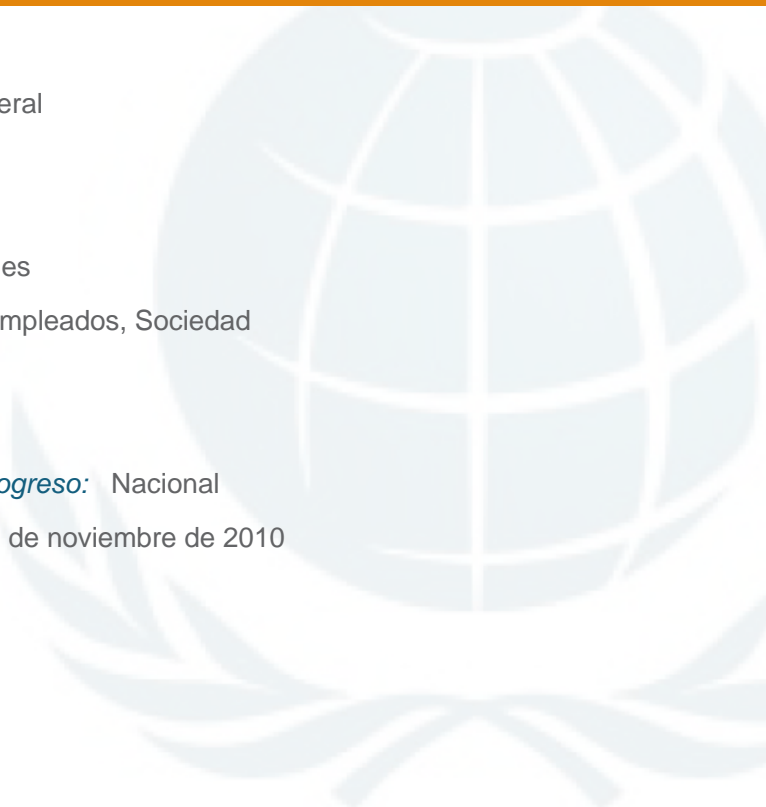 eral
es
mpleados, Sociedad
ogreso: Nacional
de noviembre de 2010